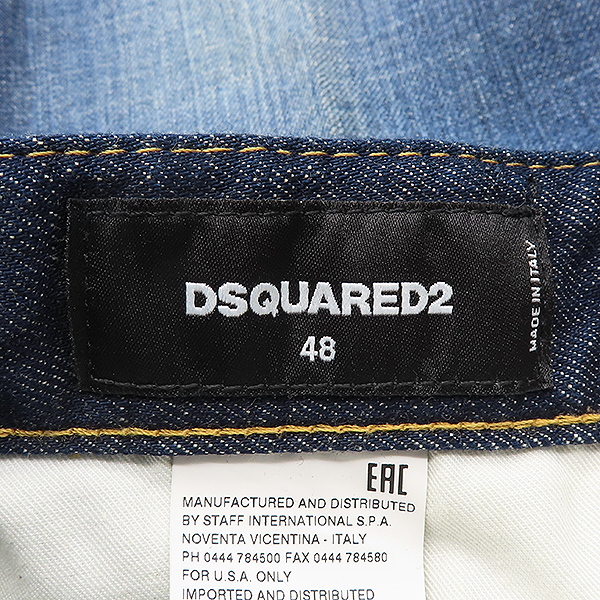 DSQUARED2
48
MADE IN ITALY
EAC
MANUFACTURED AND DISTRIBUTED
BY STAFF INTERNATIONAL S.P.A.
NOVENTA VICENTINA - ITALY
PH 0444 784500 FAX 0444 784580
FOR U.S.A. ONLY
IMPORTED AND DISTRIBUTED